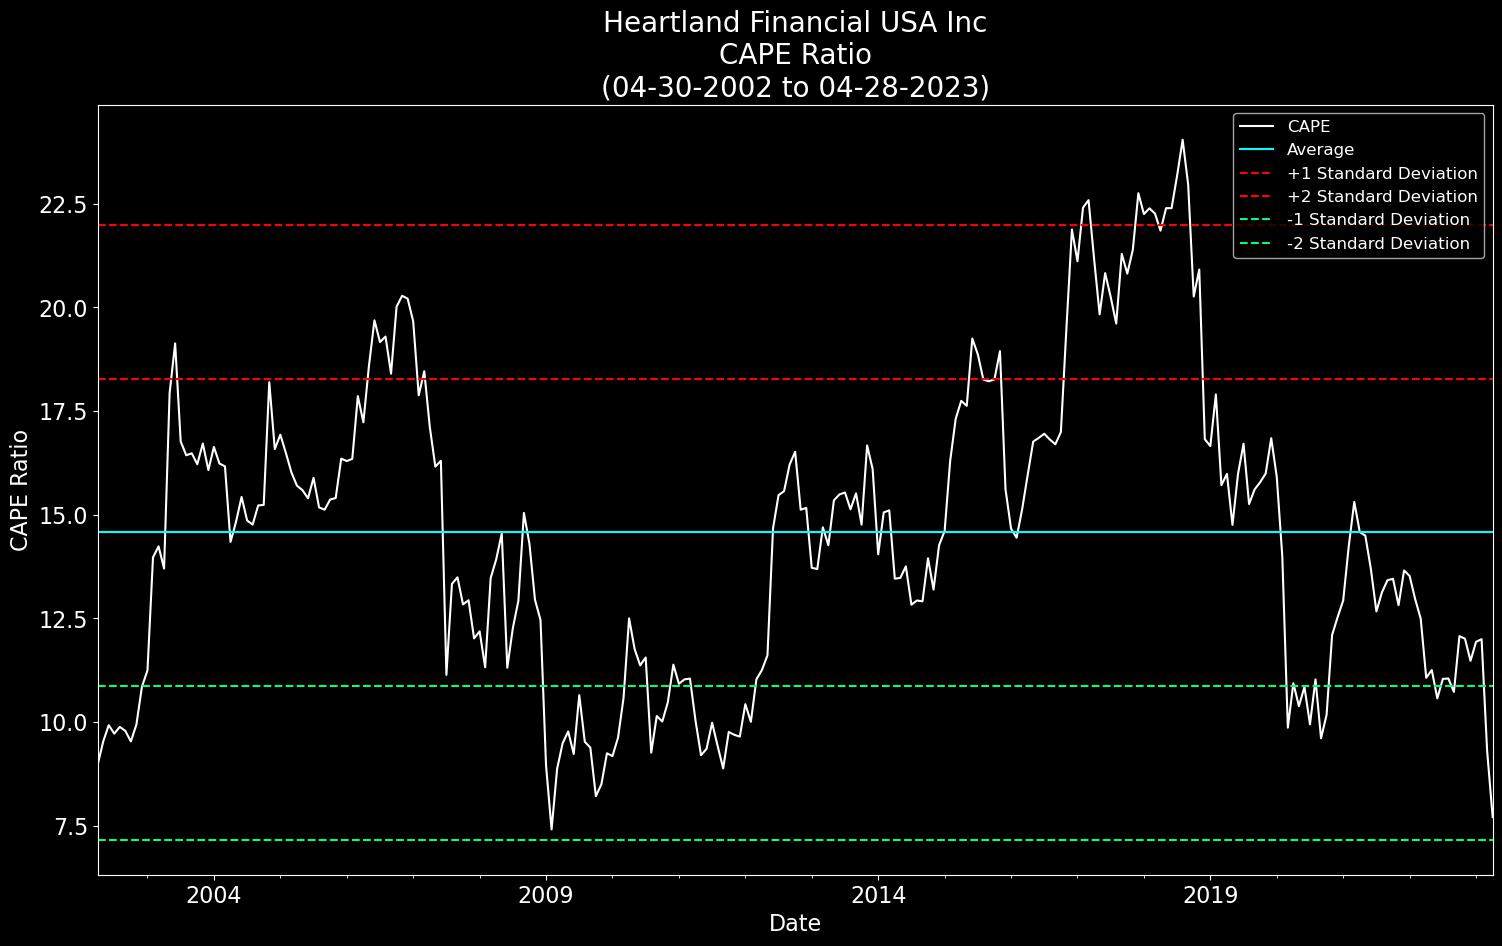 Heartland Financial USA Inc
CAPE Ratio
(04-30-2002 to 04-28-2023)
CAPE
Average
+1 Standard Deviation
+2 Standard Deviation
-1 Standard Deviation
-2 Standard Deviation
CAPE Ratio
22.5
20.0
17.5
15.0
12.5
10.0
7.5
2004
2009
2014
2019
Date